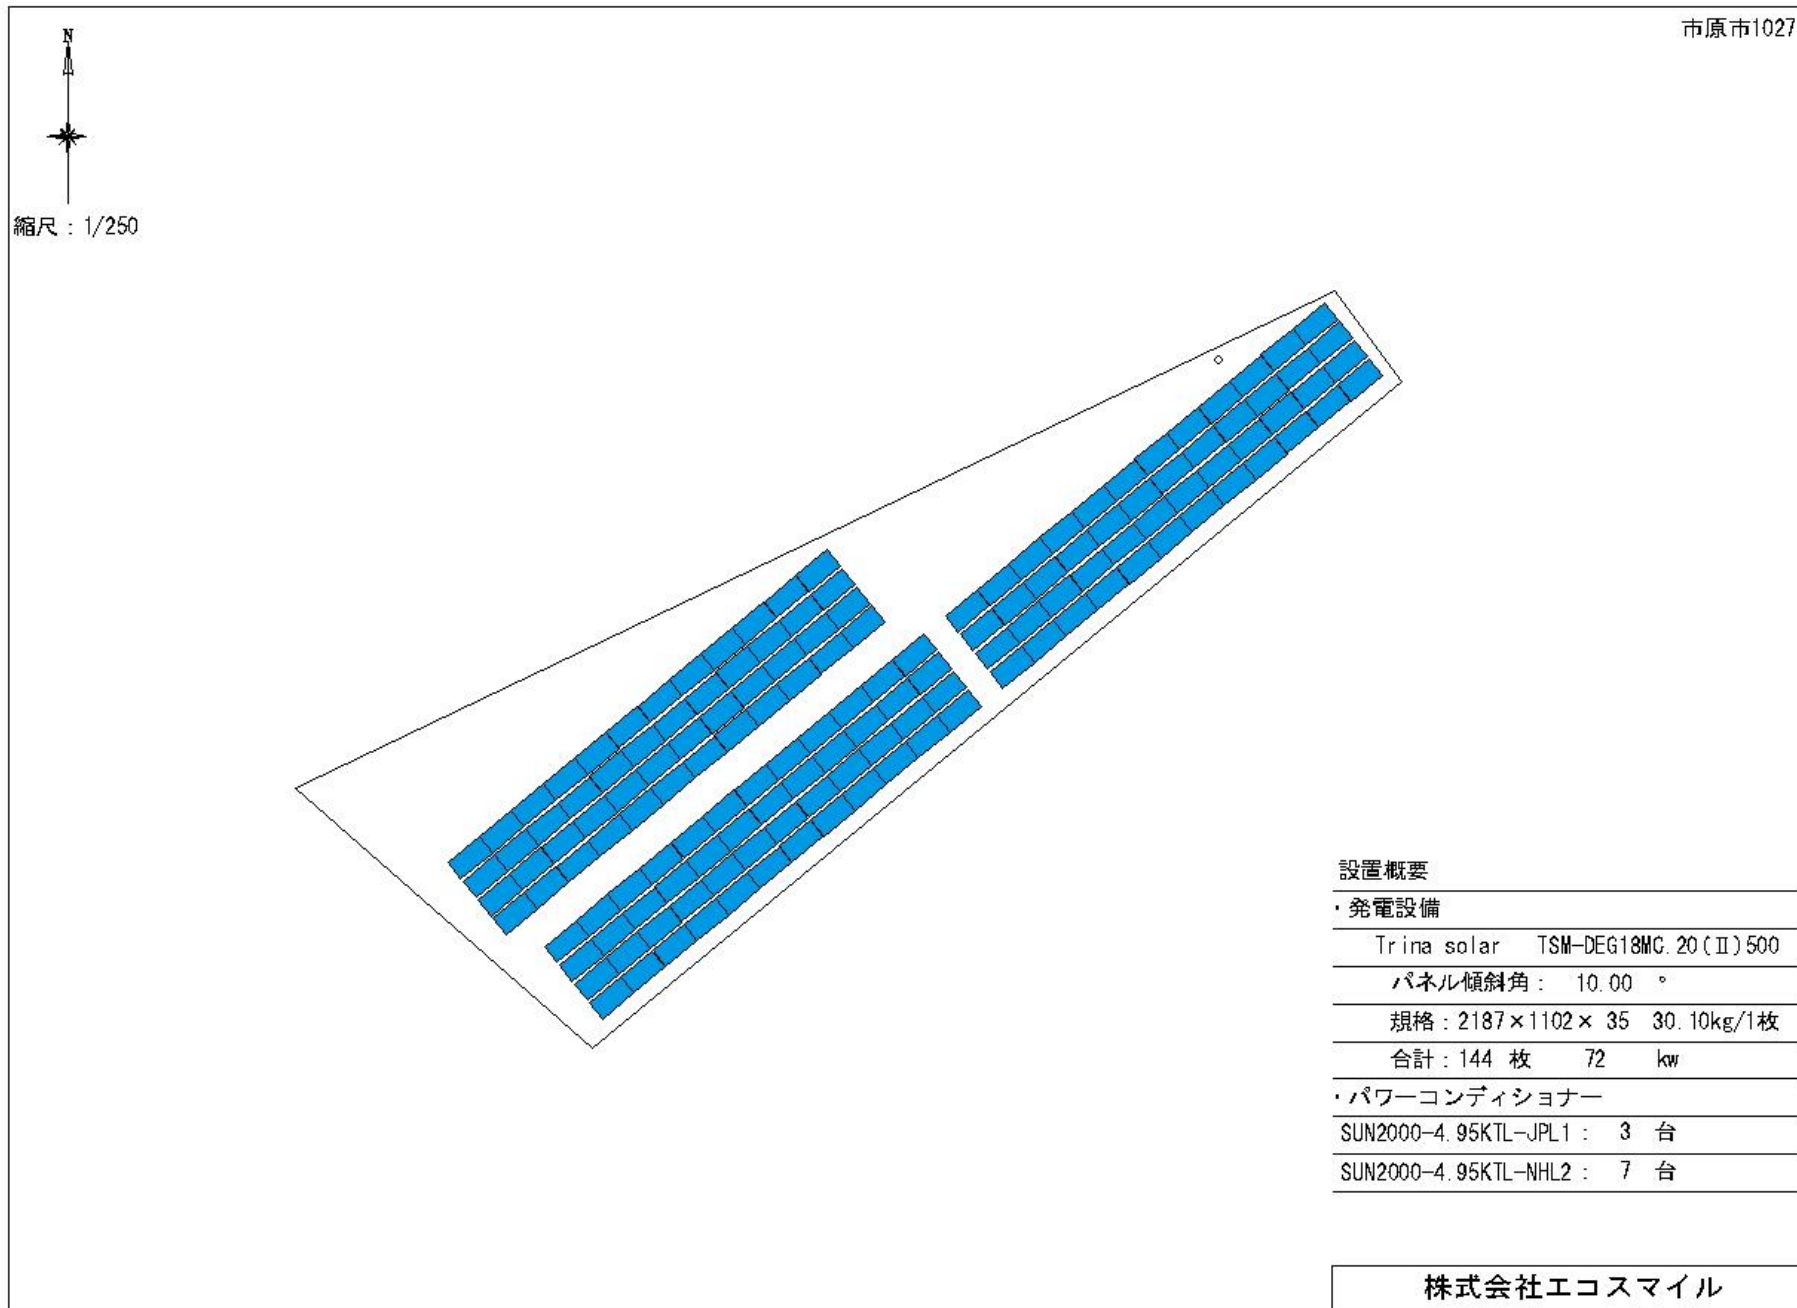 市原市1027
N
縮尺：1/250
設置概要
・発電設備
Trina solar TSM-DEG18MC.20(Ⅱ)500
パネル傾斜角： 10.00 °
規格：2187×1102× 35 30.10kg/1枚
合計：144 枚 72 kw
・パワーコンディショナー
SUN2000-4.95KTL-JPL1： 3 台
SUN2000-4.95KTL-NHL2： 7 台
株式会社エコスマイル